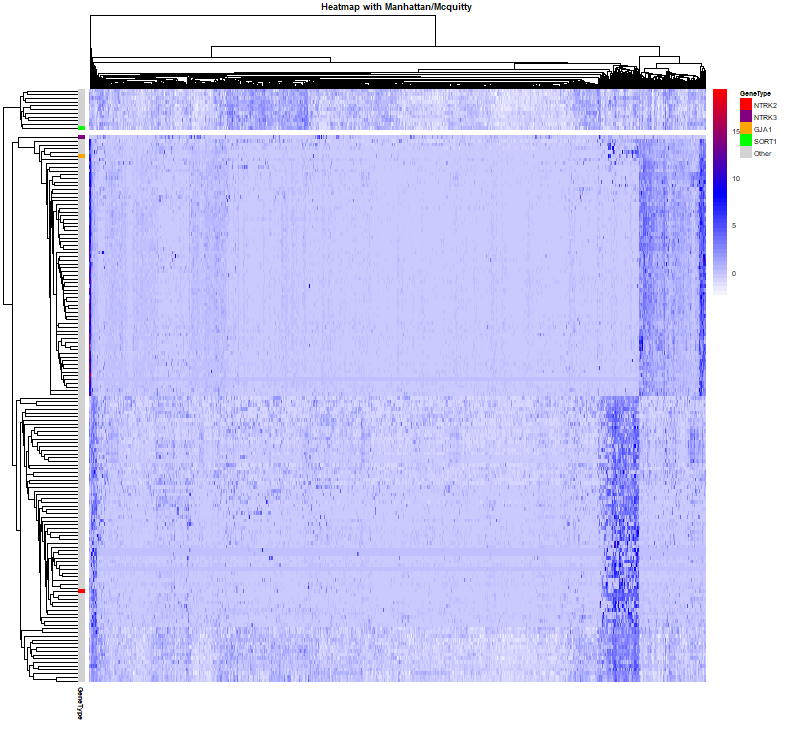 Heatmap with Manhattan/Mcquitty
GeneType
NTRK2
NTRK3
GJA1
SORT1
Other
15
10
5
0
GeneType